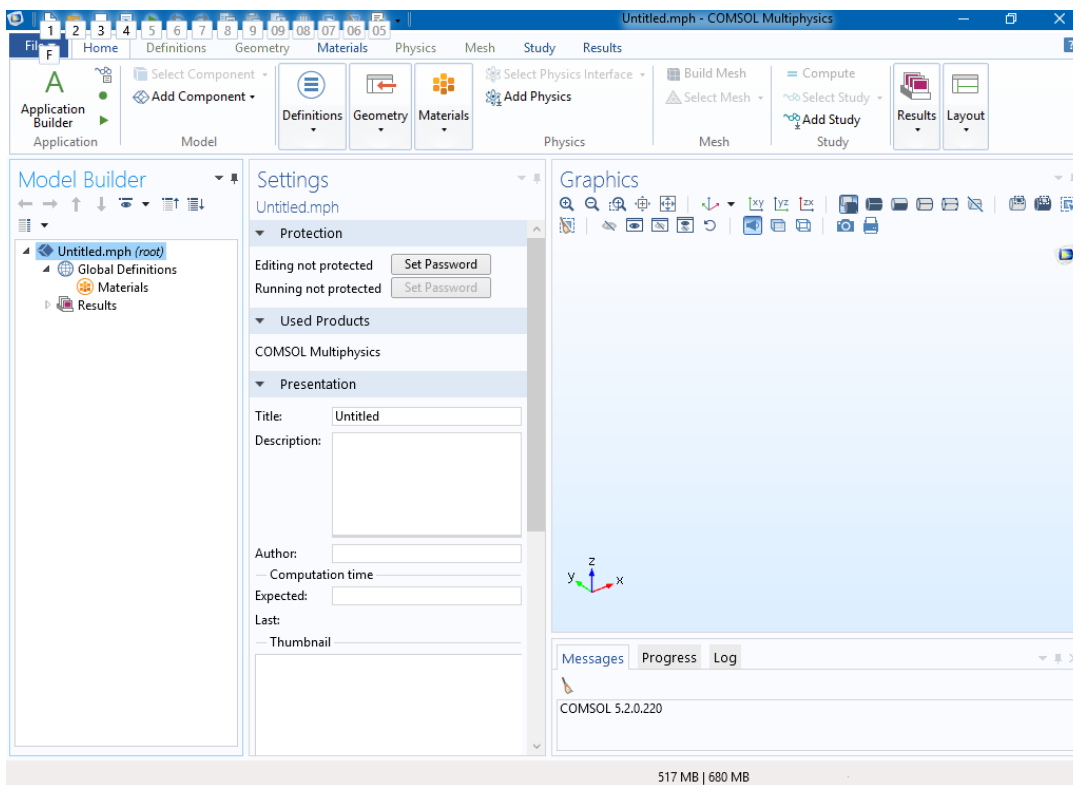 Untitled.mph - COMSOL Multiphysics
1 2 3 4 5 6 7 8 9 09 08 07 06 05
File Home Definitions Geometry Materials Physics Mesh Study Results
F
A
Application Builder
Application
Select Component
Add Component
Model
Definitions
Geometry
Materials
Select Physics Interface
Add Physics
Physics
Build Mesh
Select Mesh
Mesh
= Compute
Select Study
Add Study
Study
Results
Layout
Model Builder
Untitled.mph (root)
Global Definitions
Materials
Results
Settings
Untitled.mph
Protection
Editing not protected Set Password
Running not protected Set Password
Used Products
COMSOL Multiphysics
Presentation
Title: Untitled
Description:
Author:
Computation time
Expected:
Last:
Thumbnail
Graphics
xy yz zx
z
y x
Messages Progress Log
COMSOL 5.2.0.220
517 MB | 680 MB